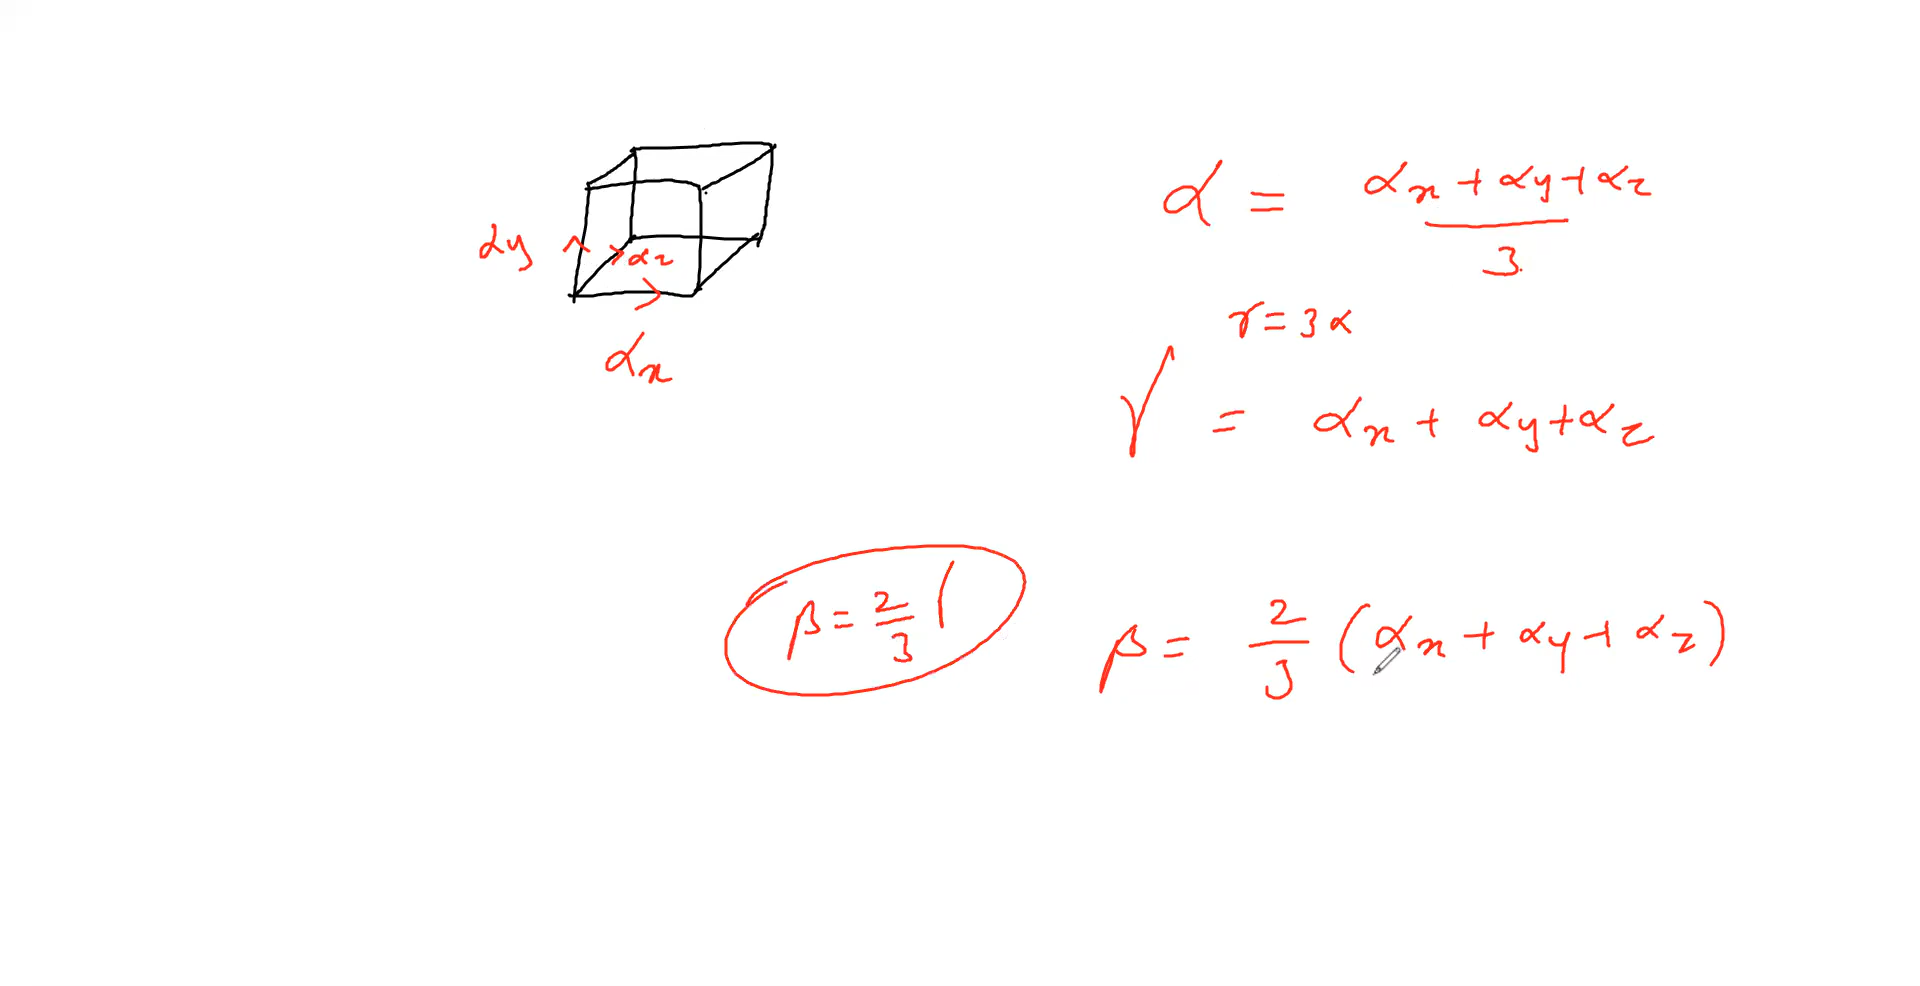 αy
αz
αx
α = αx + αy + αz / 3
γ = 3α
γ = αx + αy + αz
β = 2/3 γ
β = 2/3 (αx + αy + αz)